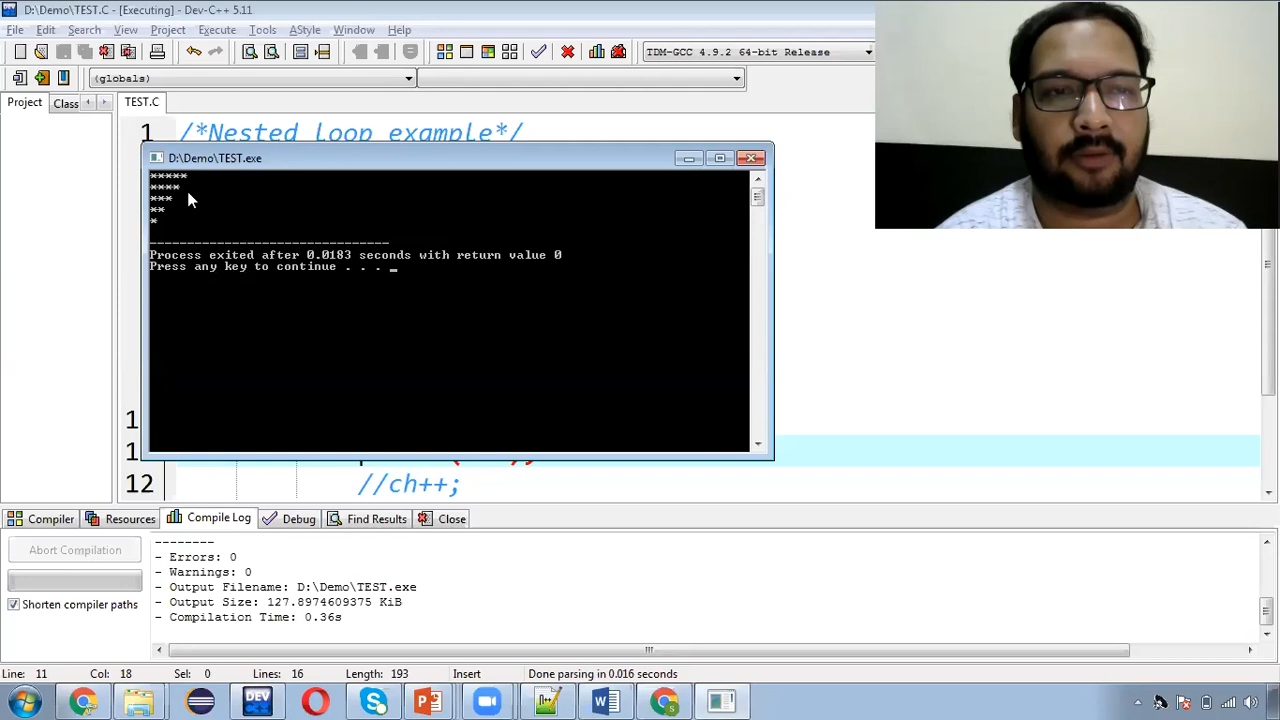 D:\Demo\TEST.C - [Executing] - Dev-C++ 5.11
File Edit Search View Project Execute Tools AStyle Window Help
TDM-GCC 4.9.2 64-bit Release
(globals)
Project Class TEST.C
1 /*Nested loop example*/
D:\Demo\TEST.exe
*****
****
***
**
*
--------------------------------
Process exited after 0.0183 seconds with return value 0
Press any key to continue . . . _
1
1
12 //ch++;
Compiler Resources Compile Log Debug Find Results Close
Abort Compilation
Shorten compiler paths
--------
- Errors: 0
- Warnings: 0
- Output Filename: D:\Demo\TEST.exe
- Output Size: 127.8974609375 KiB
- Compilation Time: 0.36s
Line: 11 Col: 18 Sel: 0 Lines: 16 Length: 193 Insert Done parsing in 0.016 seconds
DEV